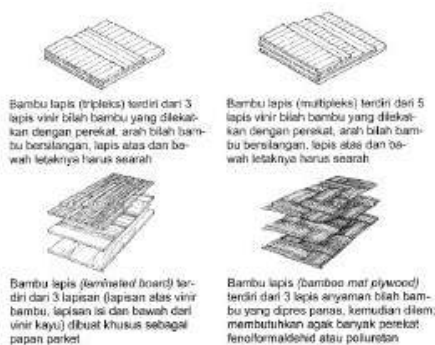 Bambu lapis (tripleks) terdiri dari 3
lapis vinir bilah bambu yang dilekat-
kan dengan perekat, arah bilah bam-
bu bersilangan, lapis atas dan ba-
wah letaknya harus searah
Bambu lapis (multipleks) terdiri dari 5
lapis vinir bilah bambu yang dilekat-
kan dengan perekat, arah bilah bam-
bu bersilangan, lapis atas dan ba-
wah letaknya harus searah
Bambu lapis (laminated board) ter-
diri dari 3 lapisan (lapisan atas vinir
bambu, lapisan isi dan bawah dari
vinir kayu) dibuat khusus sebagai
papan parket
Bambu lapis (bamboo mat plywood)
terdiri dari 3 lapis anyaman bilah bam-
bu yang dipres panas, kemudian dilem;
membutuhkan agak banyak perekat
fenolformaldehid atau poliuretan